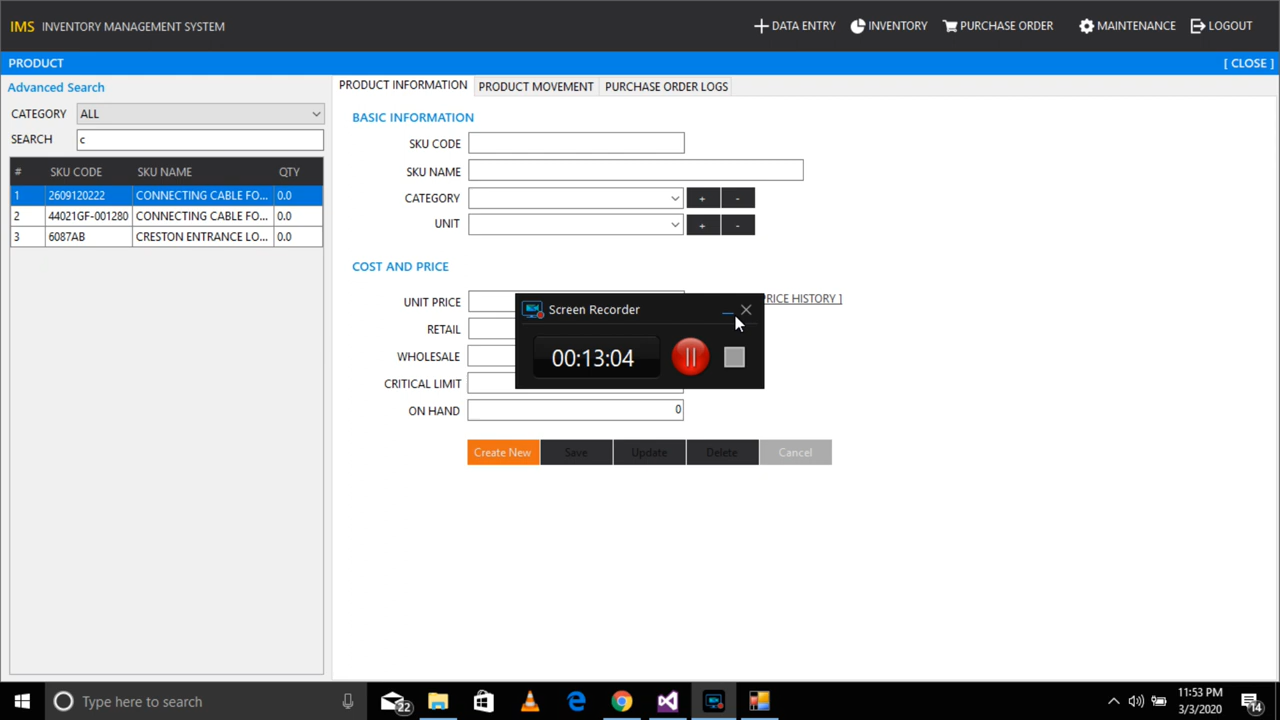 IMS INVENTORY MANAGEMENT SYSTEM
DATA ENTRY INVENTORY PURCHASE ORDER MAINTENANCE LOGOUT
PRODUCT [ CLOSE ]
Advanced Search
CATEGORY ALL
SEARCH c
# SKU CODE SKU NAME QTY
1 2609120222 CONNECTING CABLE FO... 0.0
2 44021GF-001280 CONNECTING CABLE FO... 0.0
3 6087AB CRESTON ENTRANCE LO... 0.0
PRODUCT INFORMATION PRODUCT MOVEMENT PURCHASE ORDER LOGS
BASIC INFORMATION
SKU CODE
SKU NAME
CATEGORY + -
UNIT + -
COST AND PRICE
UNIT PRICE RICE HISTORY ]
RETAIL
WHOLESALE
CRITICAL LIMIT
ON HAND 0
Screen Recorder
00:13:04
Create New Save Update Delete Cancel
Type here to search
22
11:53 PM
3/3/2020
14